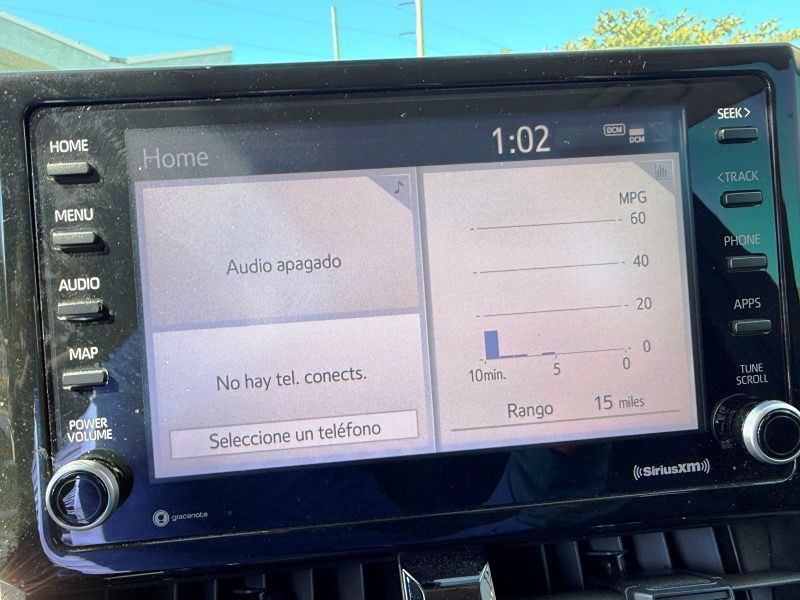 HOME
MENU
AUDIO
MAP
POWER
VOLUME
Home
1:02
DCM
DCM
Audio apagado
No hay tel. conects.
Seleccione un teléfono
MPG
60
40
20
0
10min.
5
0
Rango 15 miles
SEEK>
<TRACK
PHONE
APPS
TUNE
SCROLL
gracenote
((SiriusXM))